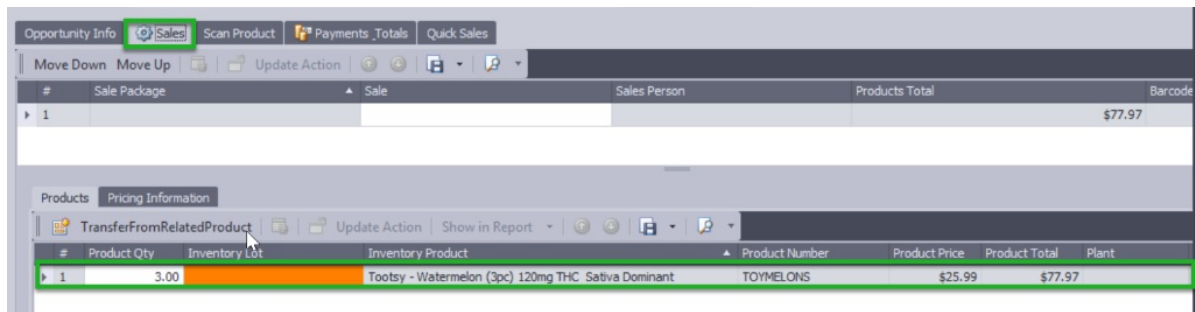 Opportunity Info Sales Scan Product Payments_Totals Quick Sales
Move Down Move Up Update Action
# Sale Package Sale Sales Person Products Total Barcode
1 $77.97
Products Pricing Information
TransferFromRelatedProduct Update Action Show in Report
# Product Qty Inventory Lot Inventory Product Product Number Product Price Product Total Plant
1 3.00 Tootsy - Watermelon (3pc) 120mg THC Sativa Dominant TOYMELONS $25.99 $77.97